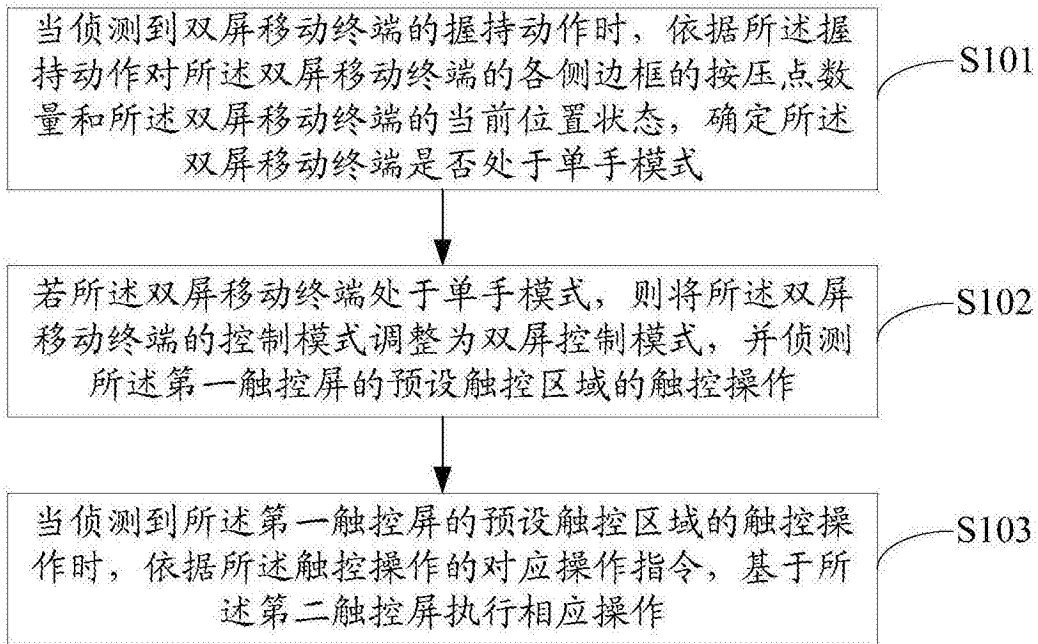 当侦测到双屏移动终端的握持动作时，依据所述握
持动作对所述双屏移动终端的各侧边框的按压点数
量和所述双屏移动终端的当前位置状态，确定所述
双屏移动终端是否处于单手模式
S101
若所述双屏移动终端处于单手模式，则将所述双屏
移动终端的控制模式调整为双屏控制模式，并侦测
所述第一触控屏的预设触控区域的触控操作
S102
当侦测到所述第一触控屏的预设触控区域的触控操
作时，依据所述触控操作的对应操作指令，基于所
述第二触控屏执行相应操作
S103